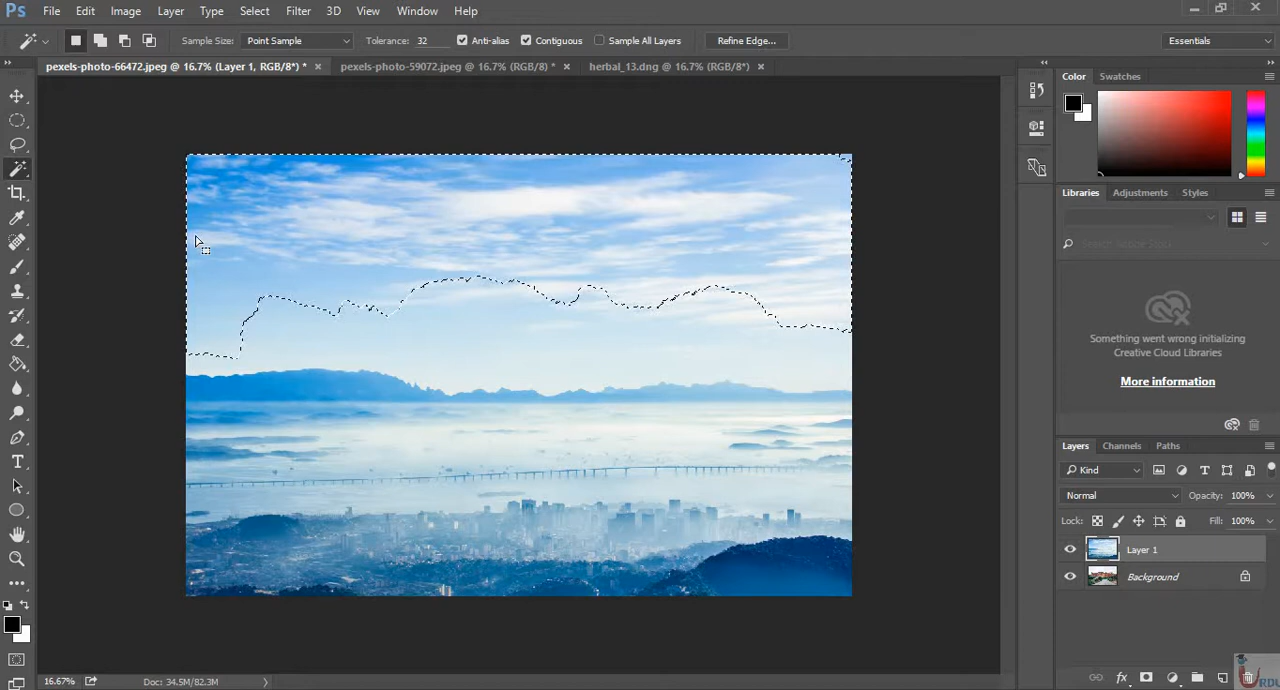 Ps File Edit Image Layer Type Select Filter 3D View Window Help
Sample Size: Point Sample Tolerance: 32 Anti-alias Contiguous Sample All Layers Refine Edge... Essentials
pexels-photo-66472.jpeg @ 16.7% (Layer 1, RGB/8*) * × pexels-photo-59072.jpeg @ 16.7% (RGB/8) * × herbal_13.dng @ 16.7% (RGB/8*) ×
Color Swatches
Libraries Adjustments Styles
Search Adobe Stock
Something went wrong initializing
Creative Cloud Libraries
More information
Layers Channels Paths
Kind
Normal Opacity: 100%
Lock: Fill: 100%
Layer 1
Background
16.67% Doc: 34.5M/82.3M
URDU